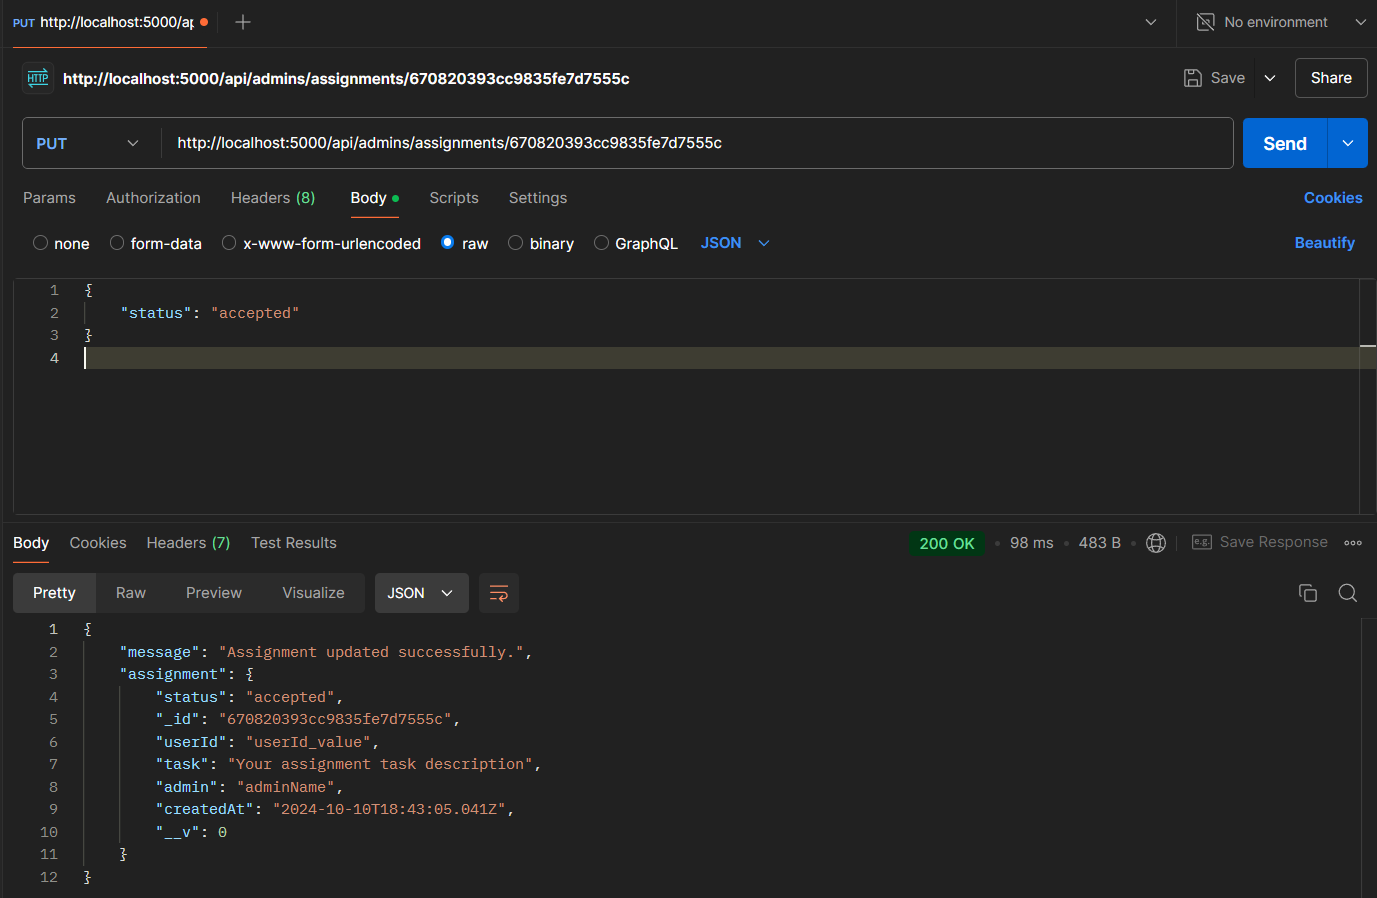 PUT http://localhost:5000/ap
No environment
HTTP http://localhost:5000/api/admins/assignments/670820393cc9835fe7d7555c
Save
Share
PUT http://localhost:5000/api/admins/assignments/670820393cc9835fe7d7555c
Send
Params Authorization Headers (8) Body Scripts Settings Cookies
none form-data x-www-form-urlencoded raw binary GraphQL JSON Beautify
1 {
2 "status": "accepted"
3 }
4
Body Cookies Headers (7) Test Results 200 OK 98 ms 483 B e.g. Save Response
Pretty Raw Preview Visualize JSON
1 {
2 "message": "Assignment updated successfully.",
3 "assignment": {
4 "status": "accepted",
5 "_id": "670820393cc9835fe7d7555c",
6 "userId": "userId_value",
7 "task": "Your assignment task description",
8 "admin": "adminName",
9 "createdAt": "2024-10-10T18:43:05.041Z",
10 "__v": 0
11 }
12 }